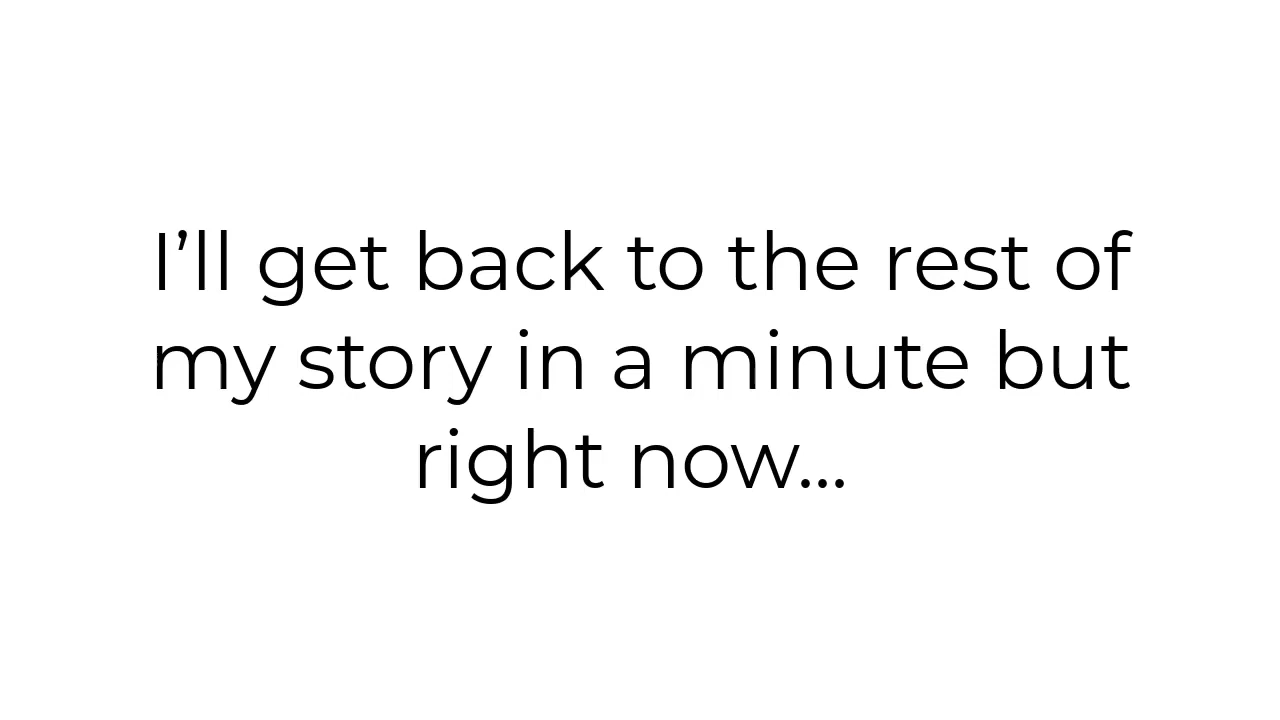 I’ll get back to the rest of
my story in a minute but
right now...